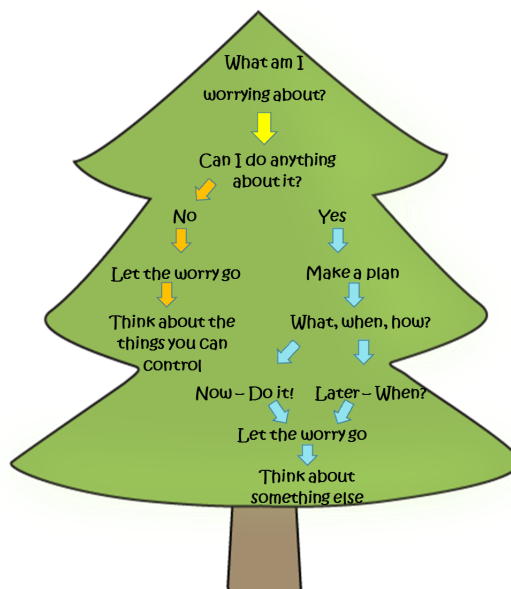 What am I
worrying about?
Can I do anything
about it?
No
Yes
Let the worry go
Make a plan
Think about the
things you can
control
What, when, how?
Now – Do it!
Later – When?
Let the worry go
Think about
something else